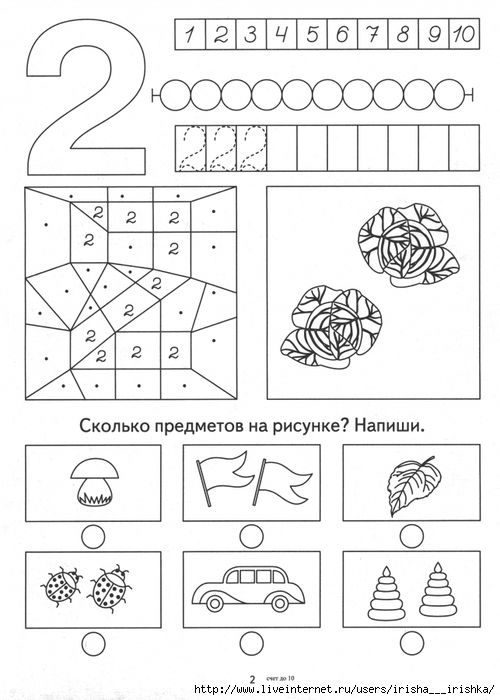 2
1 2 3 4 5 6 7 8 9 10
2 2 2
2 2 2
2 2
2
2
2
2 2 2
Сколько предметов на рисунке? Напиши.
2 счет до 10
http://www.liveinternet.ru/users/irisha___irishka/